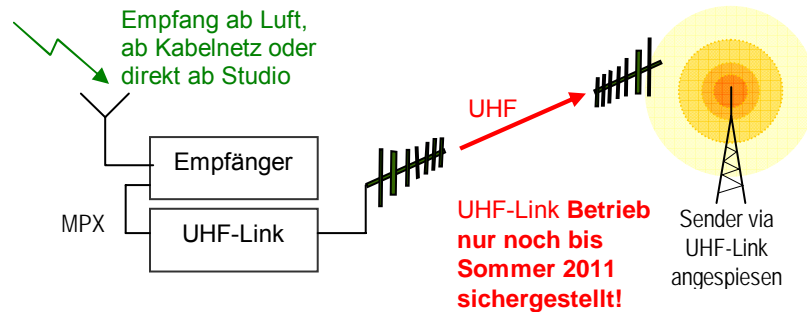 Empfang ab Luft,
ab Kabelnetz oder
direkt ab Studio
Empfänger
MPX
UHF-Link
UHF
UHF-Link Betrieb
nur noch bis
Sommer 2011
sichergestellt!
Sender via
UHF-Link
angespiesen